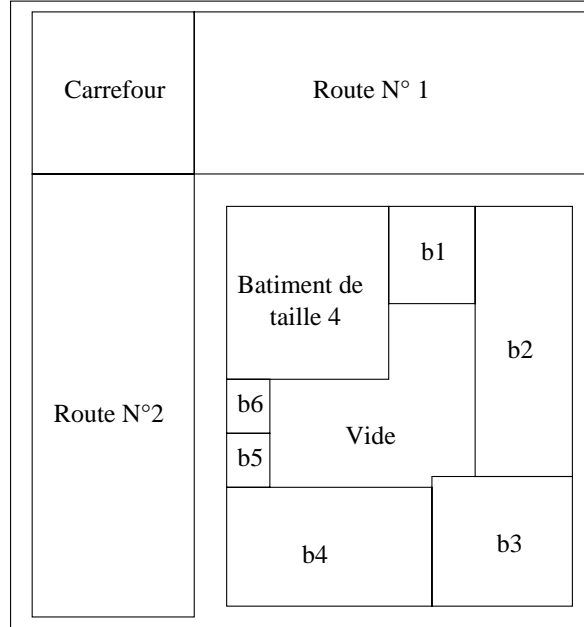 Carrefour
Route N° 1
Batiment de
taille 4
b1
b2
b6
Route N°2
Vide
b5
b4
b3